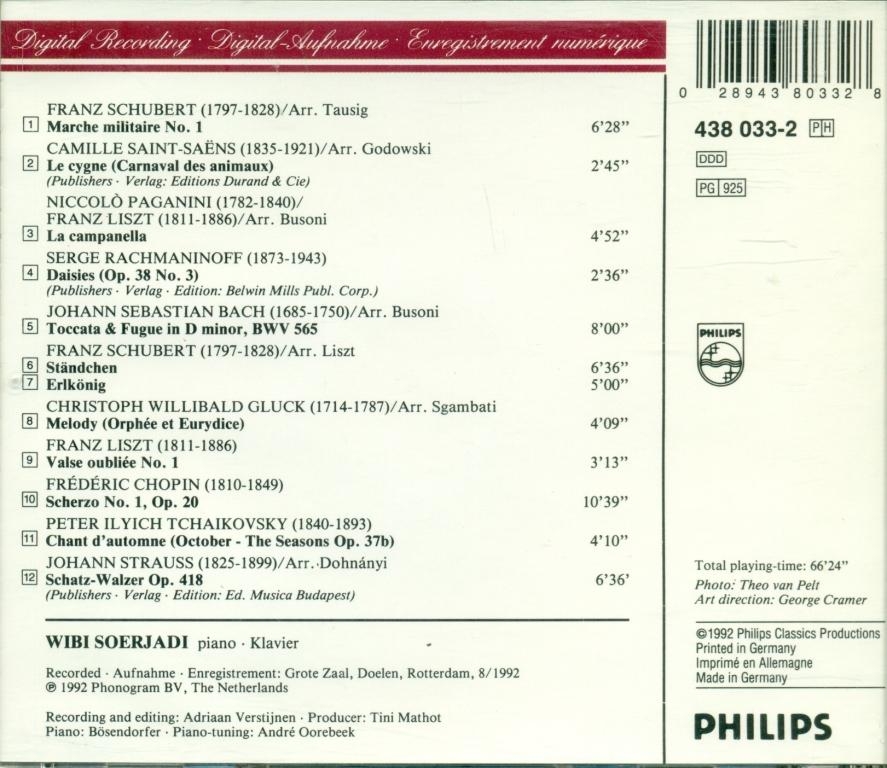 Digital Recording · Digital-Aufnahme · Enregistrement numérique
FRANZ SCHUBERT (1797-1828)/Arr. Tausig
1 Marche militaire No. 1 6'28"
CAMILLE SAINT-SAËNS (1835-1921)/Arr. Godowski
2 Le cygne (Carnaval des animaux) 2'45"
(Publishers · Verlag: Editions Durand & Cie)
NICCOLÒ PAGANINI (1782-1840)/
FRANZ LISZT (1811-1886)/Arr. Busoni
3 La campanella 4'52"
SERGE RACHMANINOFF (1873-1943)
4 Daisies (Op. 38 No. 3) 2'36"
(Publishers · Verlag · Edition: Belwin Mills Publ. Corp.)
JOHANN SEBASTIAN BACH (1685-1750)/Arr. Busoni
5 Toccata & Fugue in D minor, BWV 565 8'00"
FRANZ SCHUBERT (1797-1828)/Arr. Liszt
6 Ständchen 6'36"
7 Erlkönig 5'00"
CHRISTOPH WILLIBALD GLUCK (1714-1787)/Arr. Sgambati
8 Melody (Orphée et Eurydice) 4'09"
FRANZ LISZT (1811-1886)
9 Valse oubliée No. 1 3'13"
FRÉDÉRIC CHOPIN (1810-1849)
10 Scherzo No. 1, Op. 20 10'39"
PETER ILYICH TCHAIKOVSKY (1840-1893)
11 Chant d'automne (October - The Seasons Op. 37b) 4'10"
JOHANN STRAUSS (1825-1899)/Arr. Dohnányi
12 Schatz-Walzer Op. 418 6'36'
(Publishers · Verlag · Edition: Ed. Musica Budapest)
WIBI SOERJADI piano · Klavier
Recorded · Aufnahme · Enregistrement: Grote Zaal, Doelen, Rotterdam, 8/1992
℗ 1992 Phonogram BV, The Netherlands
Recording and editing: Adriaan Verstijnen · Producer: Tini Mathot
Piano: Bösendorfer · Piano-tuning: André Oorebeek
0 28943 80332 8
438 033-2 PH
DDD
PG 925
PHILIPS
Total playing-time: 66'24"
Photo: Theo van Pelt
Art direction: George Cramer
©1992 Philips Classics Productions
Printed in Germany
Imprimé en Allemagne
Made in Germany
PHILIPS